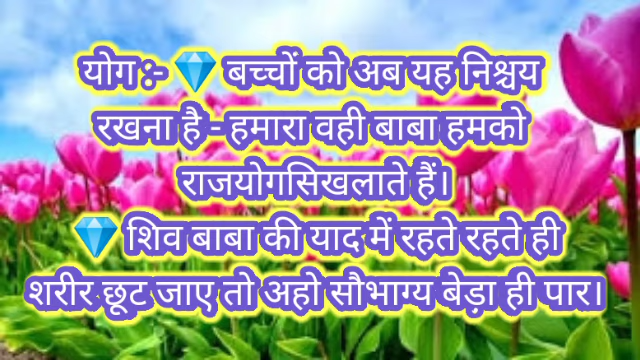 योग :- 💎 बच्चों को अब यह निश्चय
रखना है - हमारा वही बाबा हमको
राजयोगसिखलाते हैं।
💎 शिव बाबा की याद में रहते रहते ही
शरीर छूट जाए तो अहो सौभाग्य बेड़ा ही पार।